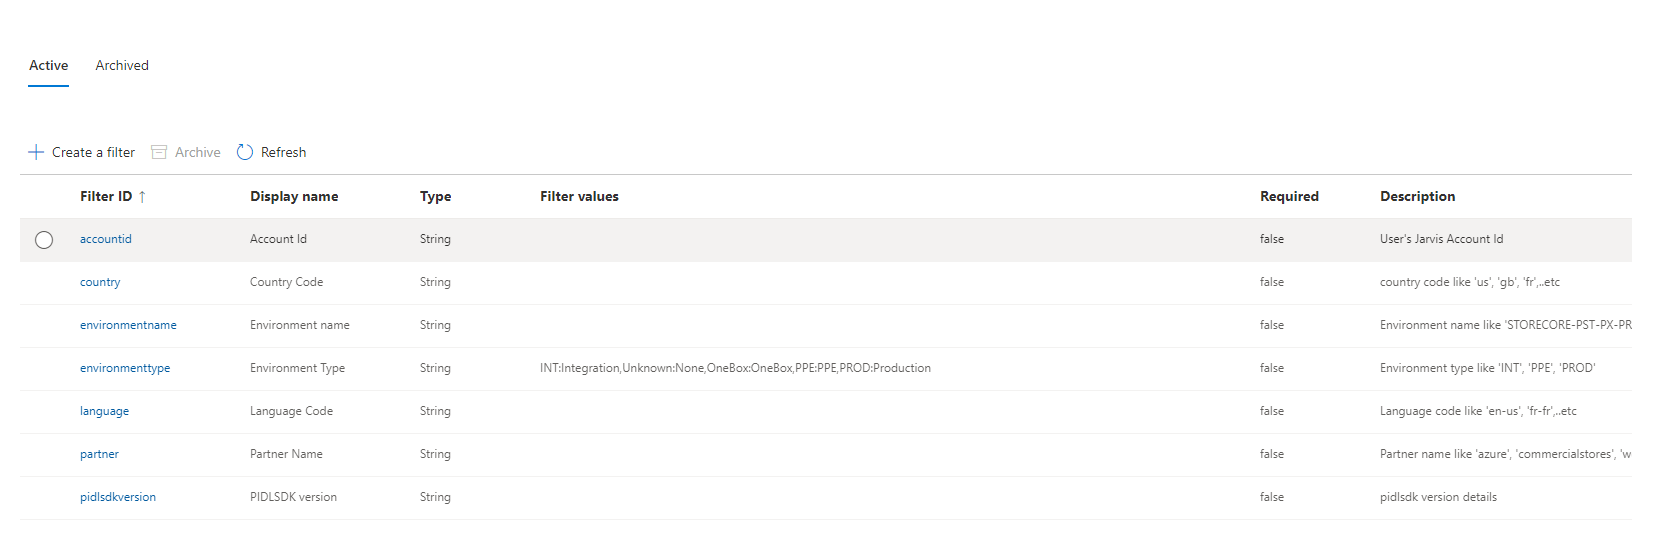 Active Archived
Create a filter Archive Refresh
Filter ID ↑ Display name Type Filter values Required Description
accountid Account Id String false User's Jarvis Account Id
country Country Code String false country code like 'us', 'gb', 'fr',..etc
environmentname Environment name String false Environment name like 'STORECORE-PST-PX-PR
environmenttype Environment Type String INT:Integration,Unknown:None,OneBox:OneBox,PPE:PPE,PROD:Production false Environment type like 'INT', 'PPE', 'PROD'
language Language Code String false Language code like 'en-us', 'fr-fr',..etc
partner Partner Name String false Partner name like 'azure', 'commercialstores', 'w
pidlsdkversion PIDLSDK version String false pidlsdk version details